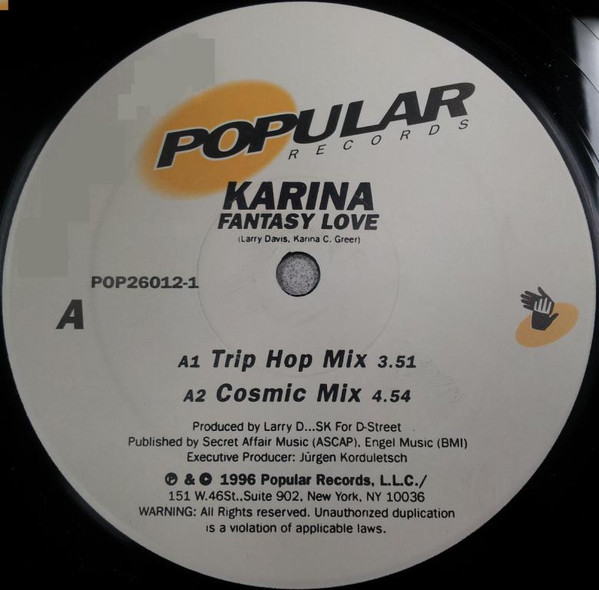 POPULAR
RECORDS
KARINA
FANTASY LOVE
(Larry Davis, Karina C. Greer)
POP26012-1
A
A1 Trip Hop Mix 3.51
A2 Cosmic Mix 4.54
Produced by Larry D...SK For D-Street
Published by Secret Affair Music (ASCAP), Engel Music (BMI)
Executive Producer: Jürgen Korduletsch
℗ & © 1996 Popular Records, L.L.C./
151 W.46St.,Suite 902, New York, NY 10036
WARNING: All Rights reserved. Unauthorized duplication
is a violation of applicable laws.